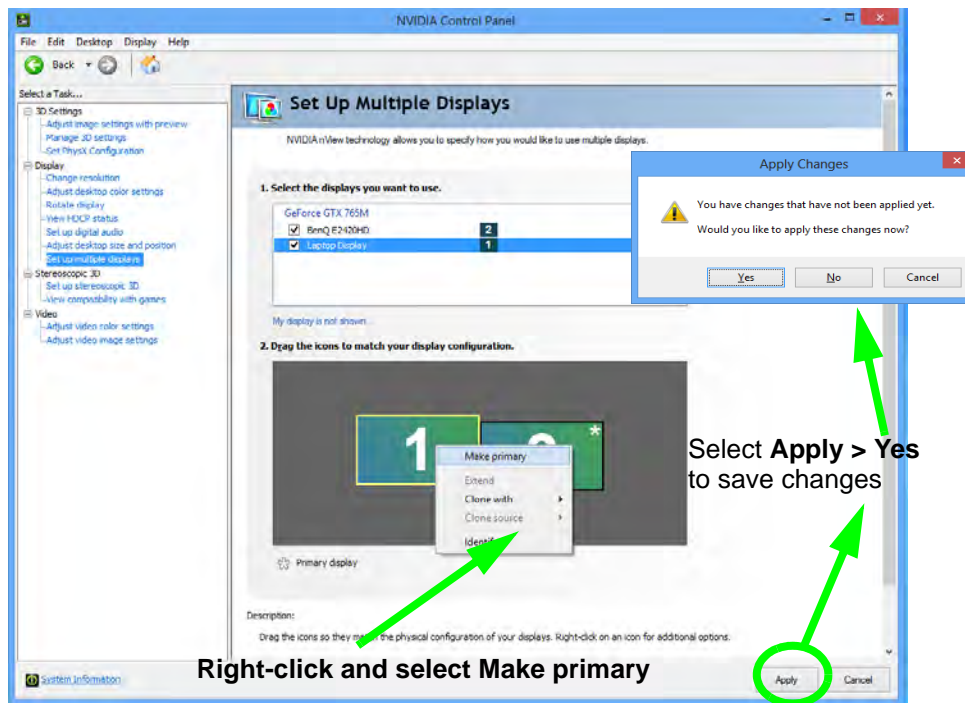 NVIDIA Control Panel
File Edit Desktop Display Help
Back
Select a Task...
3D Settings
Adjust image settings with preview
Manage 3D settings
Set PhysX Configuration
Display
Change resolution
Adjust desktop color settings
Rotate display
View HDCP status
Set up digital audio
Adjust desktop size and position
Set up multiple displays
Stereoscopic 3D
Set up stereoscopic 3D
View compatibility with games
Video
Adjust video color settings
Adjust video image settings
System Information
Set Up Multiple Displays
NVIDIA nView technology allows you to specify how you would like to use multiple displays.
1. Select the displays you want to use.
GeForce GTX 765M
BenQ E2420HD 2
Laptop Display 1
My display is not shown...
2. Drag the icons to match your display configuration.
1
*
Make primary
Extend
Clone with
Clone source
Primary display
Description:
Drag the icons so they match the physical configuration of your displays. Right-click on an icon for additional options.
Right-click and select Make primary
Apply Cancel
Apply Changes
You have changes that have not been applied yet.
Would you like to apply these changes now?
Yes No Cancel
Select Apply > Yes
to save changes